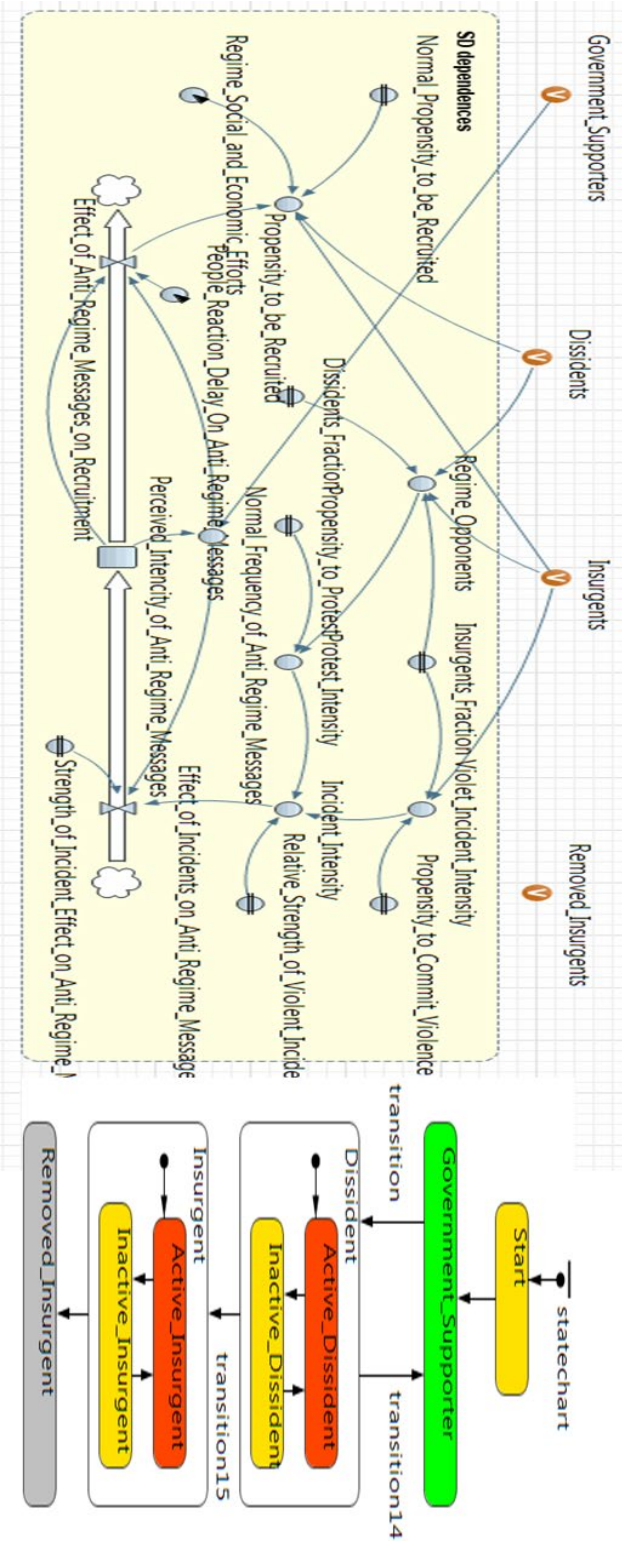 Government_Supporters
Dissidents
Insurgents
Removed_Insurgents
SD dependences
Normal_Propensity_to_be_Recruited
Regime_Opponents
Insurgents_Fraction
Violet_Incident_Intensity
Propensity_to_Commit_Violence
Regime_Social_and_Economic_Efforts
Propensity_to_be_Recruited
Dissidents_Fraction
Propensity_to_Protest
Protest_Intensity
Incident_Intensity
Relative_Strength_of_Violent_Incide
People_Reaction_Delay_On_Anti_Regime_Messages
Normal_Frequency_of_Anti_Regime_Messages
Perceived_Intencity_of_Anti_Regime_Messages
Effect_of_Incidents_on_Anti_Regime_Message
Effect_of_Anti_Regime_Messages_on_Recruitment
Strength_of_Incident_Effect_on_Anti_Regime_M
statechart
Start
Government_Supporter
transition
transition14
Dissident
Active_Dissident
Inactive_Dissident
transition15
Insurgent
Active_Insurgent
Inactive_Insurgent
Removed_Insurgent